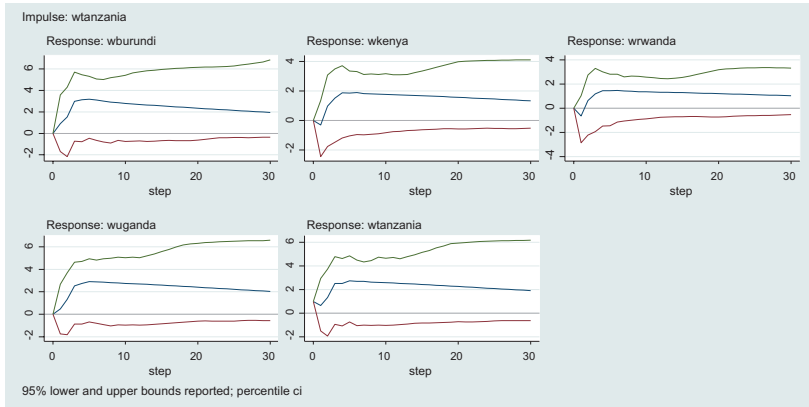 Impulse: wtanzania
Response: wburundi
6
4
2
0
-2
0 10 20 30
step
Response: wkenya
4
2
0
-2
0 10 20 30
step
Response: wrwanda
4
2
0
-2
-4
0 10 20 30
step
Response: wuganda
6
4
2
0
-2
0 10 20 30
step
Response: wtanzania
6
4
2
0
-2
0 10 20 30
step
95% lower and upper bounds reported; percentile ci